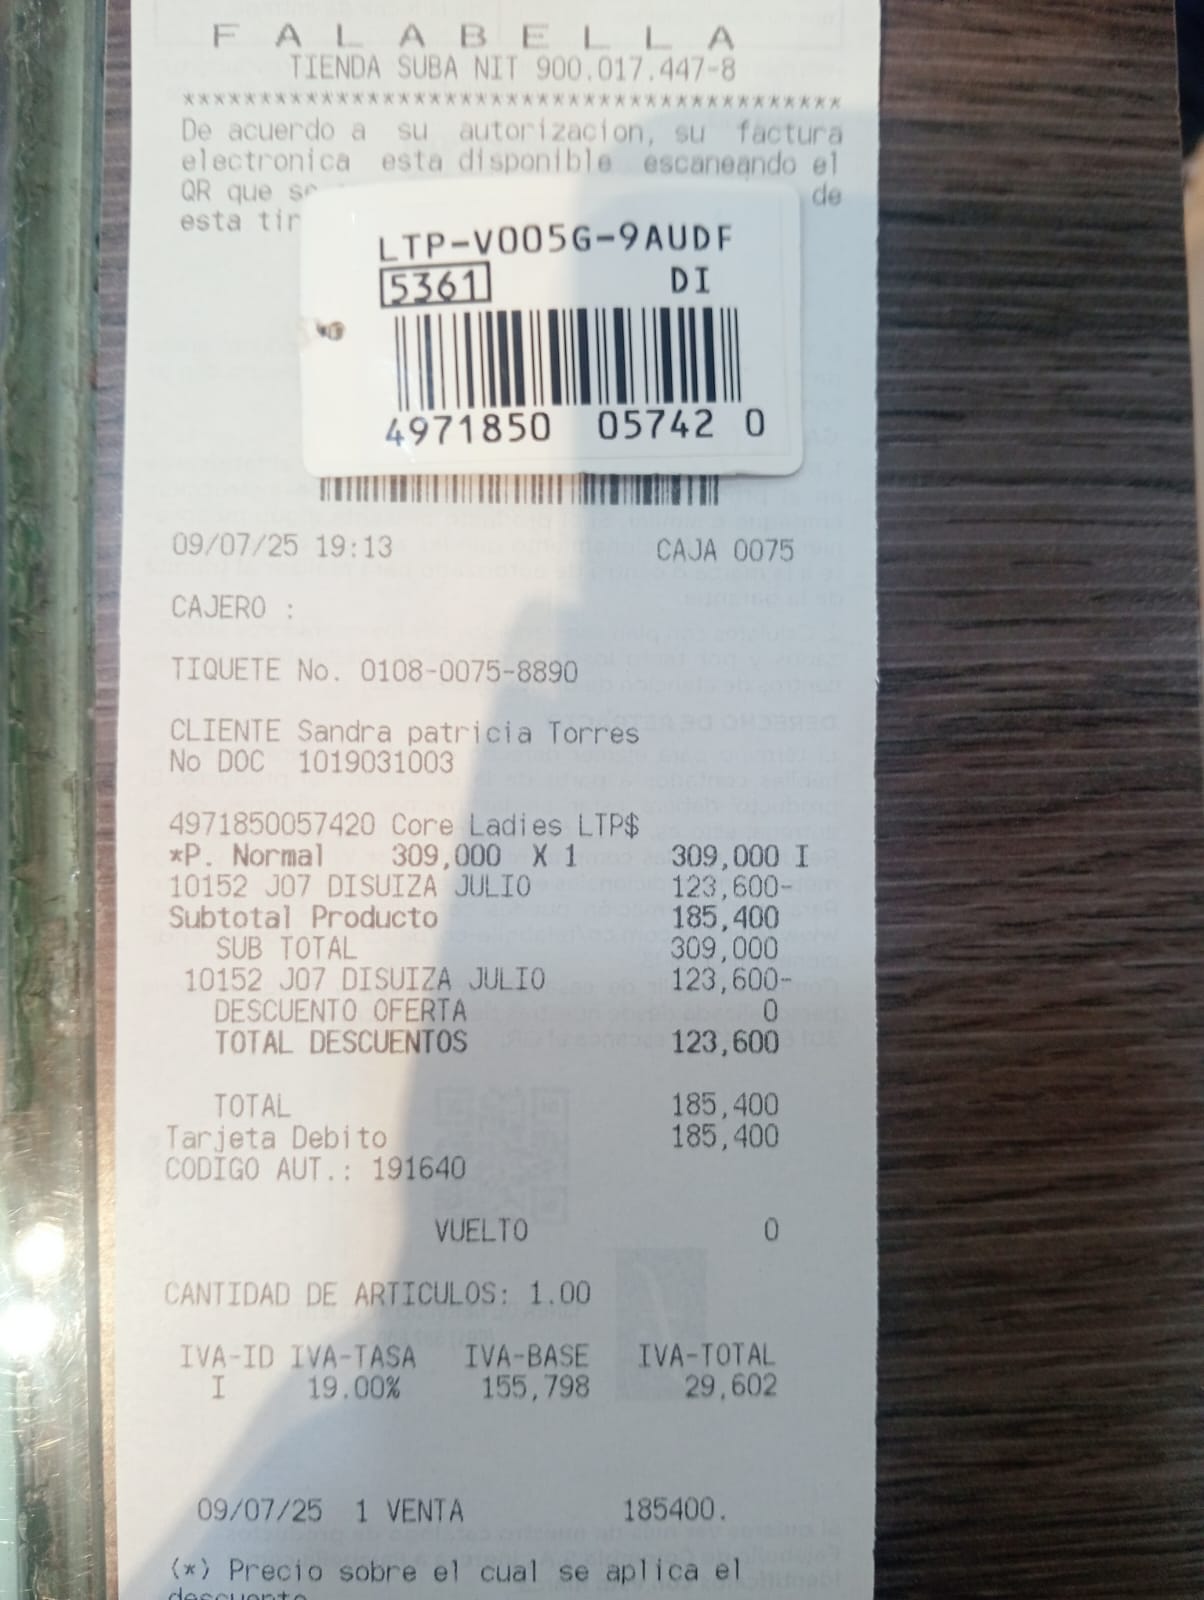 F A L A B E L L A
TIENDA SUBA NIT 900.017.447-8
*******************************************
De acuerdo a su autorizacion, su factura
electronica esta disponible escaneando el
QR que se de
esta tir
LTP-V005G-9AUDF
5361 DI
4971850 05742 0
09/07/25 19:13 CAJA 0075
CAJERO :
TIQUETE No. 0108-0075-8890
CLIENTE Sandra patricia Torres
No DOC 1019031003
4971850057420 Core Ladies LTP$
*P. Normal 309,000 X 1 309,000 I
10152 J07 DISUIZA JULIO 123,600-
Subtotal Producto 185,400
SUB TOTAL 309,000
10152 J07 DISUIZA JULIO 123,600-
DESCUENTO OFERTA 0
TOTAL DESCUENTOS 123,600
TOTAL 185,400
Tarjeta Debito 185,400
CODIGO AUT.: 191640
VUELTO 0
CANTIDAD DE ARTICULOS: 1.00
IVA-ID IVA-TASA IVA-BASE IVA-TOTAL
I 19.00% 155,798 29,602
09/07/25 1 VENTA 185400.
(*) Precio sobre el cual se aplica el
descuento